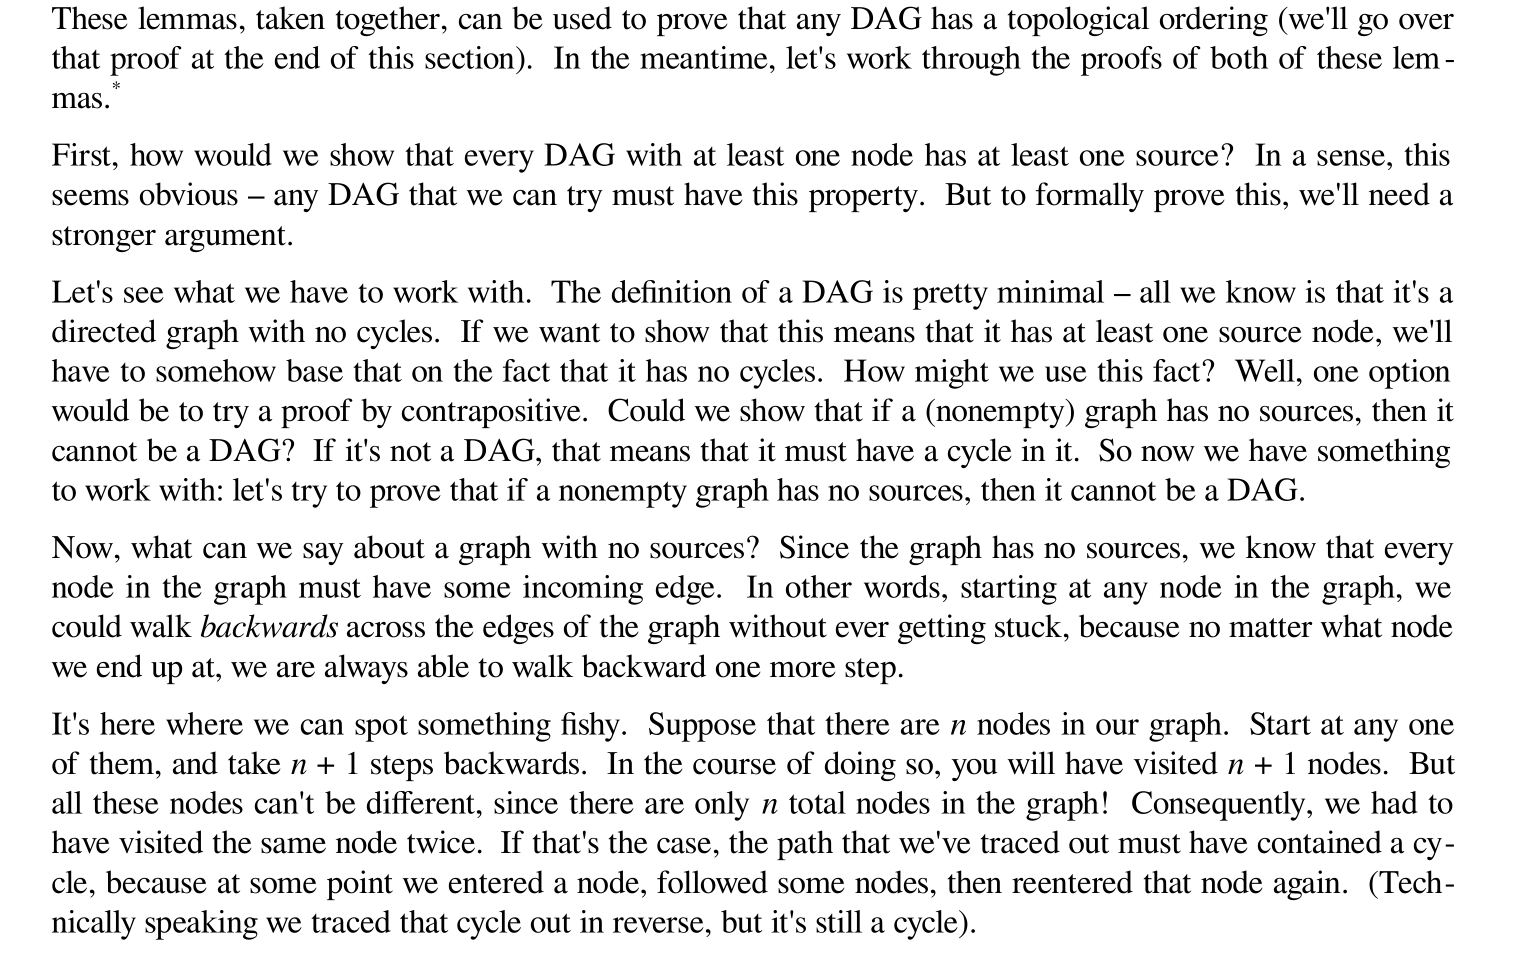 These lemmas, taken together, can be used to prove that any DAG has a topological ordering (we'll go over
that proof at the end of this section).  In the meantime, let's work through the proofs of both of these lem-
mas.*
First, how would we show that every DAG with at least one node has at least one source?  In a sense, this
seems obvious – any DAG that we can try must have this property.  But to formally prove this, we'll need a
stronger argument.
Let's see what we have to work with.  The definition of a DAG is pretty minimal – all we know is that it's a
directed graph with no cycles.  If we want to show that this means that it has at least one source node, we'll
have to somehow base that on the fact that it has no cycles.  How might we use this fact?  Well, one option
would be to try a proof by contrapositive.  Could we show that if a (nonempty) graph has no sources, then it
cannot be a DAG?  If it's not a DAG, that means that it must have a cycle in it.  So now we have something
to work with: let's try to prove that if a nonempty graph has no sources, then it cannot be a DAG.
Now, what can we say about a graph with no sources?  Since the graph has no sources, we know that every
node in the graph must have some incoming edge.  In other words, starting at any node in the graph, we
could walk backwards across the edges of the graph without ever getting stuck, because no matter what node
we end up at, we are always able to walk backward one more step.
It's here where we can spot something fishy.  Suppose that there are n nodes in our graph.  Start at any one
of them, and take n + 1 steps backwards.  In the course of doing so, you will have visited n + 1 nodes.  But
all these nodes can't be different, since there are only n total nodes in the graph!  Consequently, we had to
have visited the same node twice.  If that's the case, the path that we've traced out must have contained a cy-
cle, because at some point we entered a node, followed some nodes, then reentered that node again.  (Tech-
nically speaking we traced that cycle out in reverse, but it's still a cycle).